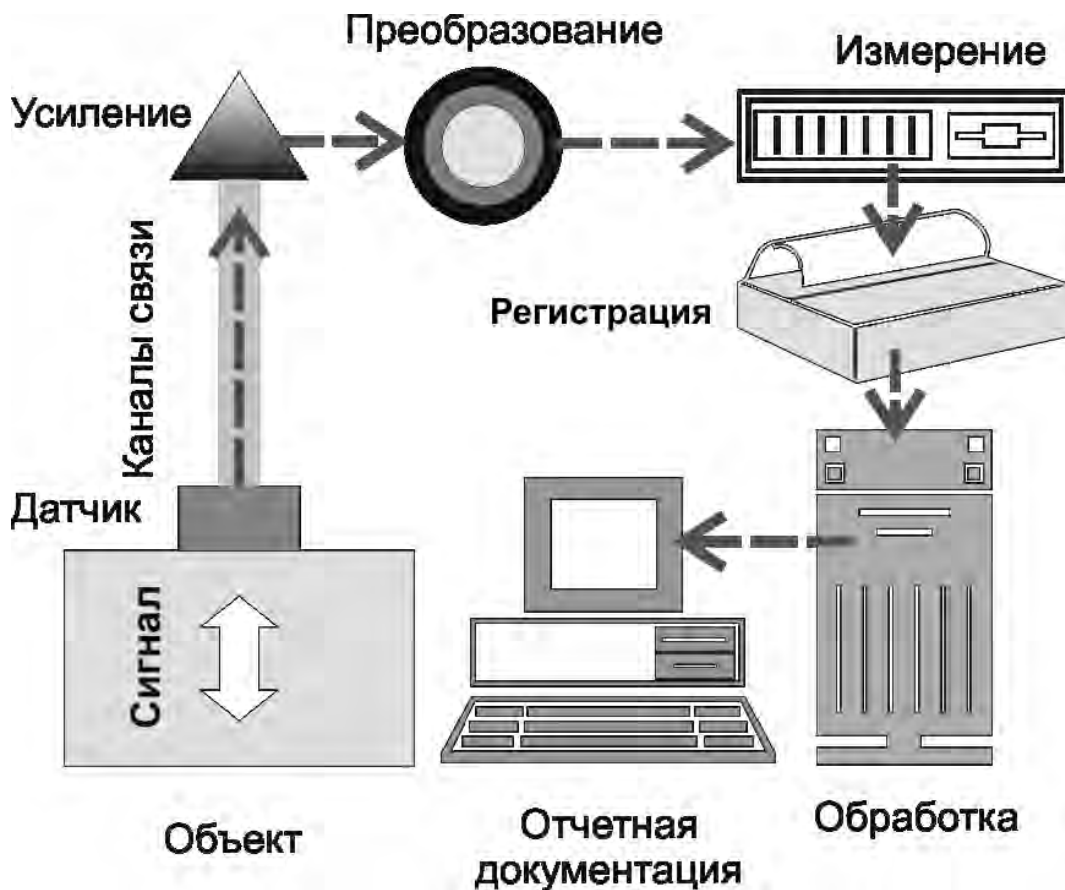 Преобразование
Измерение
Усиление
Каналы связи
Регистрация
Датчик
Сигнал
Объект
Отчетная
документация
Обработка